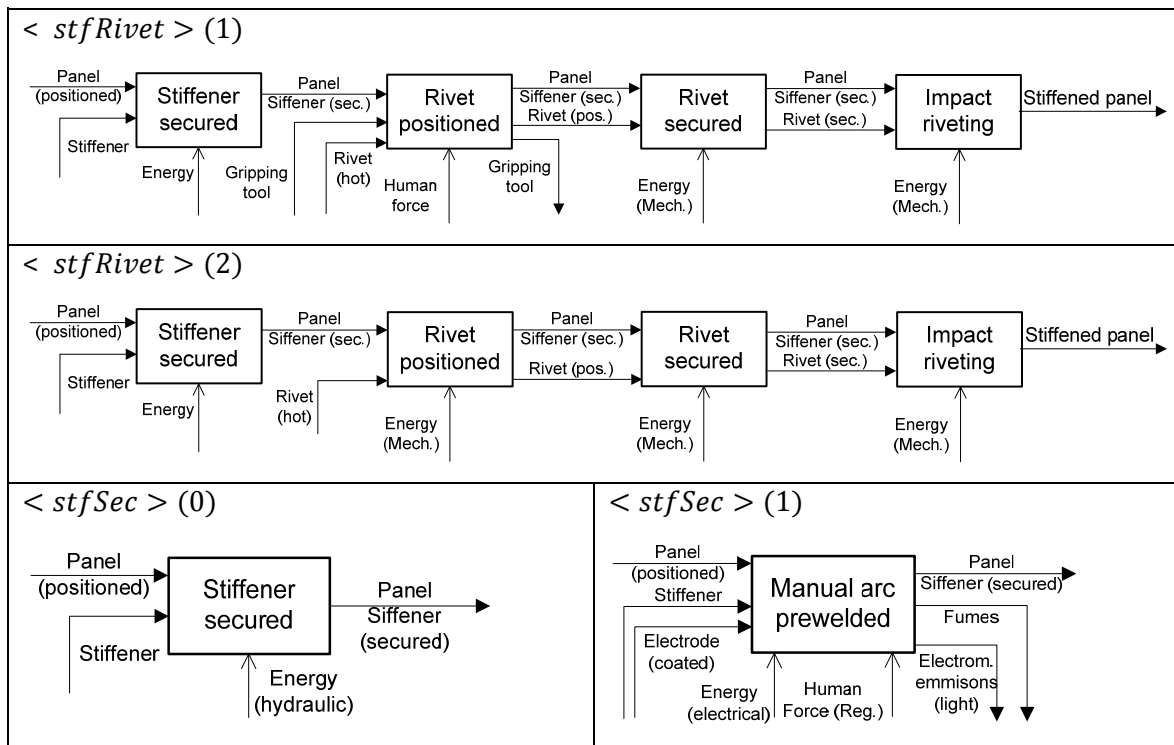 < stfRivet > (1)
Panel
(positioned)
Stiffener
Stiffener
secured
Energy
Panel
Siffener (sec.)
Gripping
tool
Rivet
(hot)
Rivet
positioned
Human
force
Panel
Siffener (sec.)
Rivet (pos.)
Gripping
tool
Rivet
secured
Energy
(Mech.)
Panel
Siffener (sec.)
Rivet (sec.)
Impact
riveting
Energy
(Mech.)
Stiffened panel
< stfRivet > (2)
Panel
(positioned)
Stiffener
Stiffener
secured
Energy
Panel
Siffener (sec.)
Rivet
(hot)
Rivet
positioned
Energy
(Mech.)
Panel
Siffener (sec.)
Rivet (pos.)
Rivet
secured
Energy
(Mech.)
Panel
Siffener (sec.)
Rivet (sec.)
Impact
riveting
Energy
(Mech.)
Stiffened panel
< stfSec > (0)
Panel
(positioned)
Stiffener
Stiffener
secured
Energy
(hydraulic)
Panel
Siffener
(secured)
< stfSec > (1)
Panel
(positioned)
Stiffener
Electrode
(coated)
Manual arc
prewelded
Energy
(electrical)
Human
Force (Reg.)
Panel
Siffener (secured)
Fumes
Electrom.
emmisons
(light)